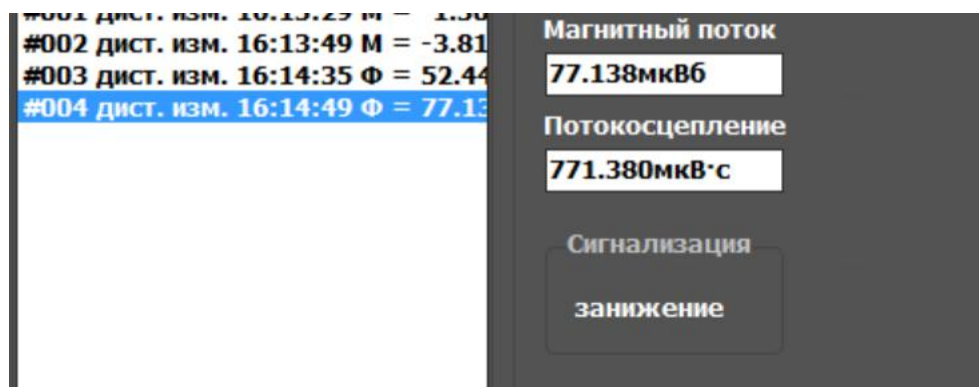 #002 дист. изм. 16:13:49 М = -3.81
#003 дист. изм. 16:14:35 Ф = 52.44
#004 дист. изм. 16:14:49 Ф = 77.13
Магнитный поток
77.138мкВб
Потокосцепление
771.380мкВ·с
Сигнализация
занижение